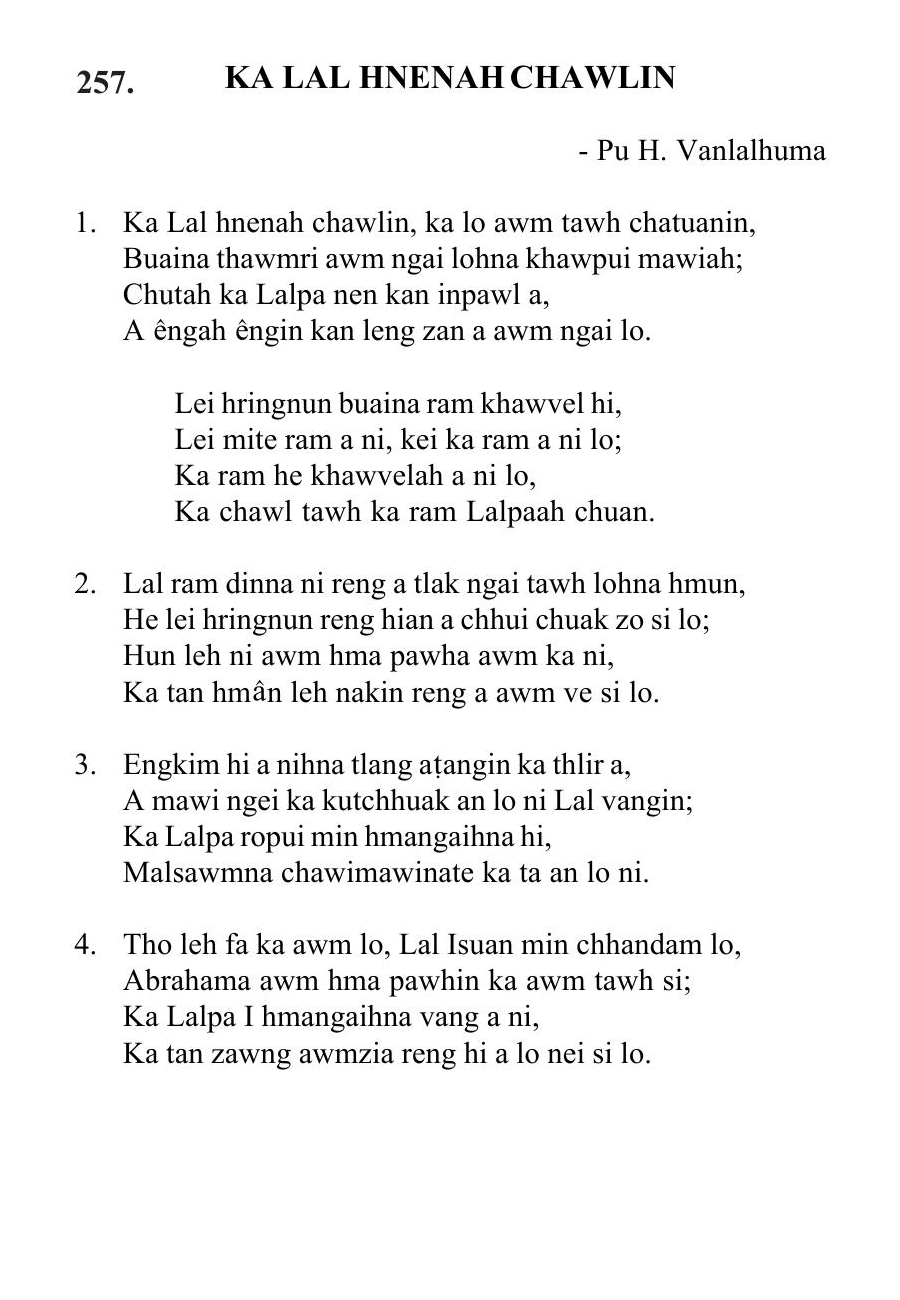 257. KA LAL HNENAH CHAWLIN
- Pu H. Vanlalhuma
1. Ka Lal hnenah chawlin, ka lo awm tawh chatuanin,
Buaina thawmri awm ngai lohna khawpui mawiah;
Chutah ka Lalpa nen kan inpawl a,
A êngah êngin kan leng zan a awm ngai lo.
Lei hringnun buaina ram khawvel hi,
Lei mite ram a ni, kei ka ram a ni lo;
Ka ram he khawvelah a ni lo,
Ka chawl tawh ka ram Lalpaah chuan.
2. Lal ram dinna ni reng a tlak ngai tawh lohna hmun,
He lei hringnun reng hian a chhui chuak zo si lo;
Hun leh ni awm hma pawha awm ka ni,
Ka tan hmân leh nakin reng a awm ve si lo.
3. Engkim hi a nihna tlang aṭangin ka thlir a,
A mawi ngei ka kutchhuak an lo ni Lal vangin;
Ka Lalpa ropui min hmangaihna hi,
Malsawmna chawimawinate ka ta an lo ni.
4. Tho leh fa ka awm lo, Lal Isuan min chhandam lo,
Abrahama awm hma pawhin ka awm tawh si;
Ka Lalpa I hmangaihna vang a ni,
Ka tan zawng awmzia reng hi a lo nei si lo.